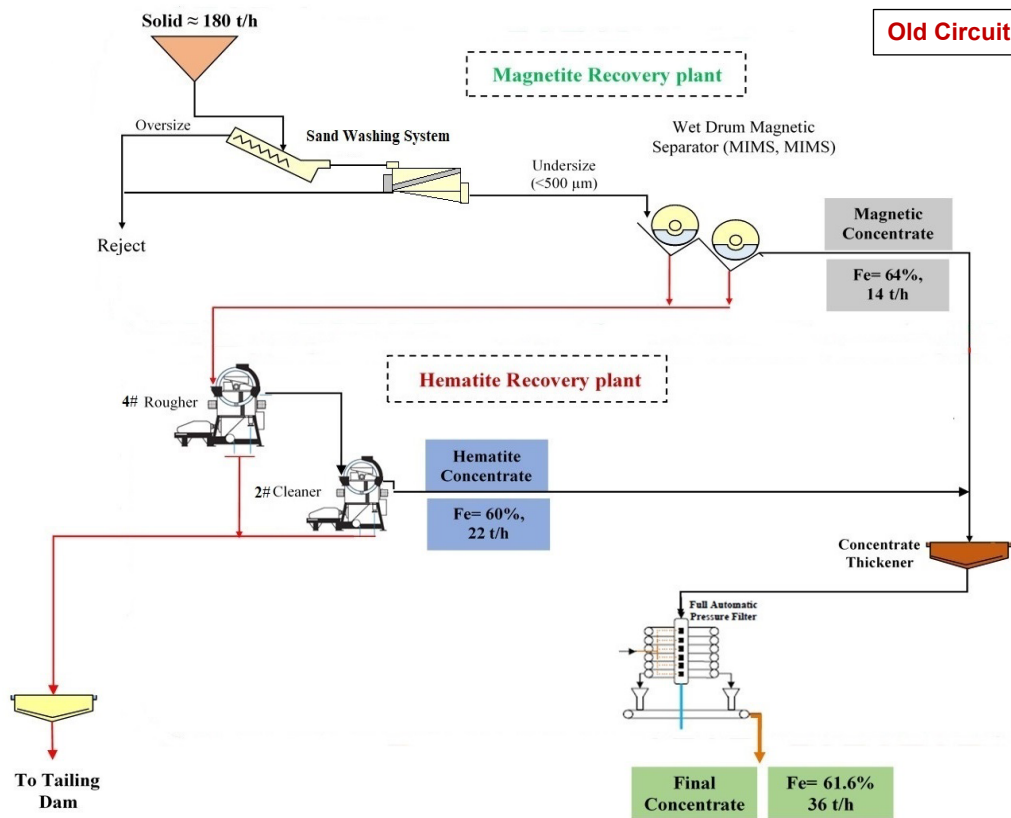 Solid ≈ 180 t/h
Old Circuit
Magnetite Recovery plant
Oversize
Sand Washing System
Wet Drum Magnetic
Separator (MIMS, MIMS)
Undersize
(<500 µm)
Reject
Magnetic
Concentrate
Fe= 64%,
14 t/h
Hematite Recovery plant
4# Rougher
2# Cleaner
Hematite
Concentrate
Fe= 60%,
22 t/h
Concentrate
Thickener
Full Automatic
Pressure Filter
To Tailing
Dam
Final
Concentrate
Fe= 61.6%
36 t/h